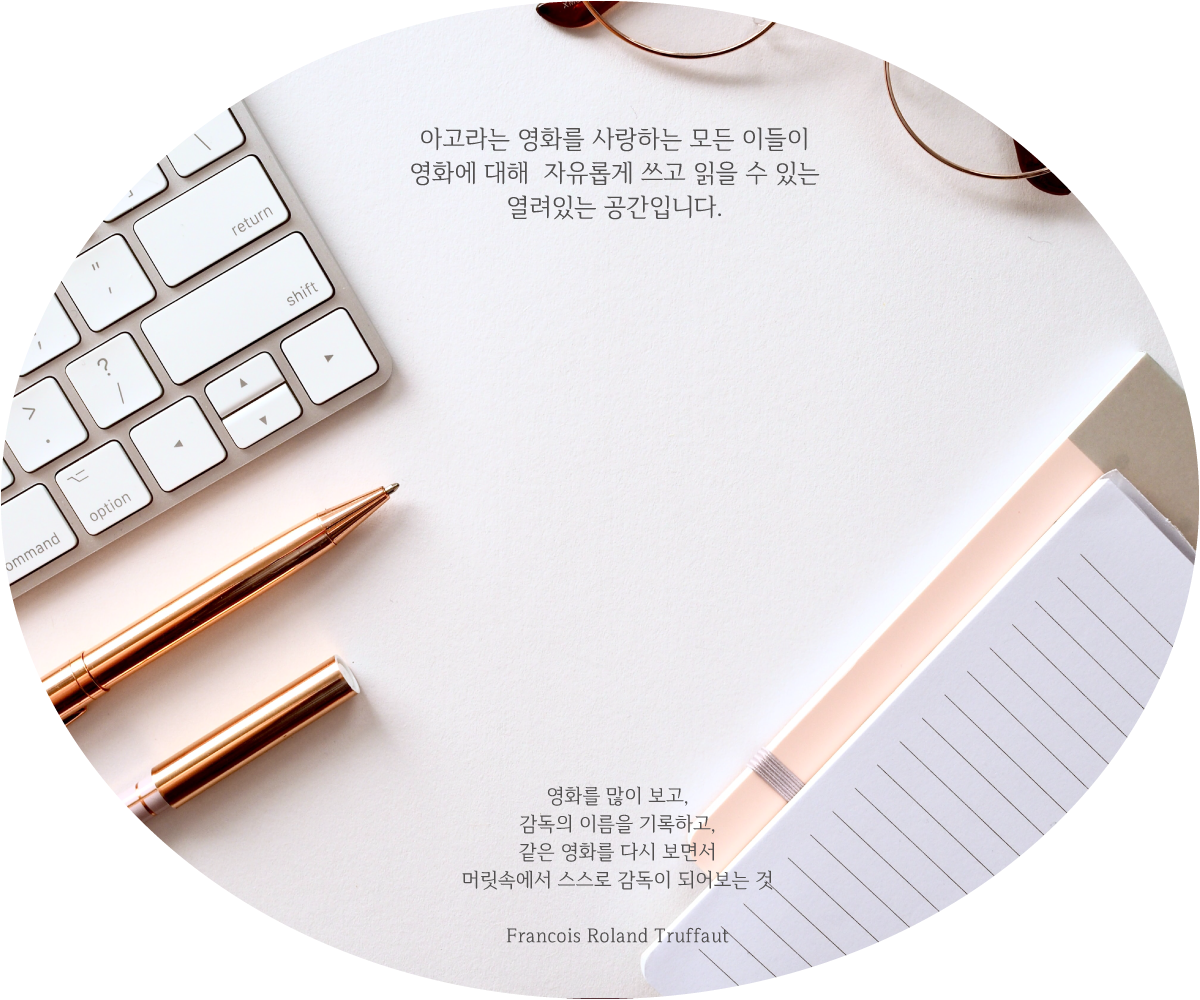 아고라는 영화를 사랑하는 모든 이들이
영화에 대해  자유롭게 쓰고 읽을 수 있는
열려있는 공간입니다.
return
shift
"
'
?
/
>
.
option
ommand
영화를 많이 보고,
감독의 이름을 기록하고,
같은 영화를 다시 보면서
머릿속에서 스스로 감독이 되어보는 것
Francois Roland Truffaut